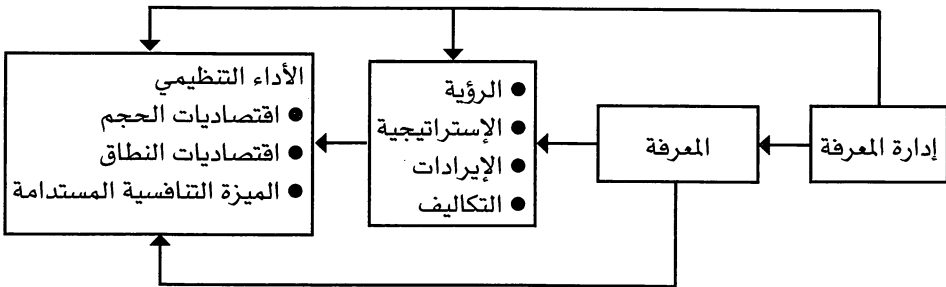 إدارة المعرفة
المعرفة
● الرؤية
● الإستراتيجية
● الإيرادات
● التكاليف
الأداء التنظيمي
● اقتصاديات الحجم
● اقتصاديات النطاق
● الميزة التنافسية المستدامة